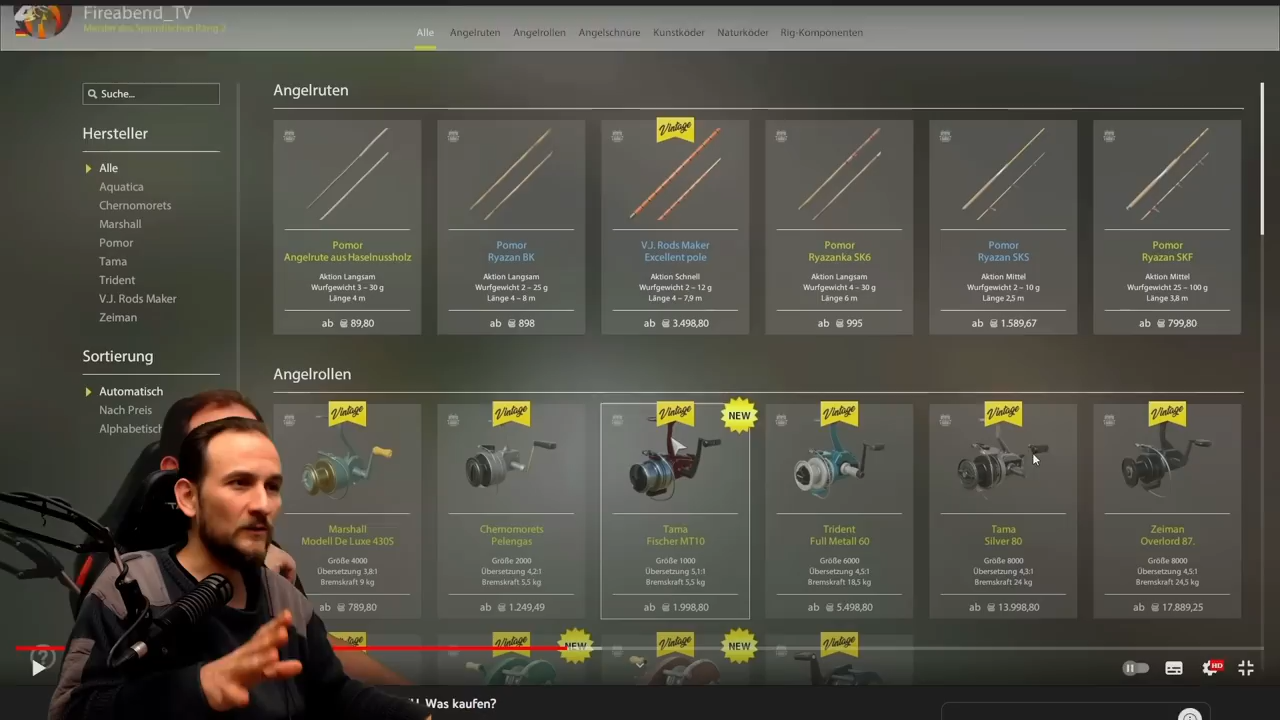 Fireabend_TV
Alle
Angelruten
Angelrollen
Angelschnüre
Kunstköder
Naturköder
Rig-Komponenten
Suche...
Hersteller
Alle
Aquatica
Chernomorets
Marshall
Pomor
Tama
Trident
V.J. Rods Maker
Zeiman
Sortierung
Automatisch
Nach Preis
Alphabetisch
Angelruten
Pomor
Angelrute aus Haselnussholz
Aktion Langsam
Wurfgewicht 3 – 30 g
Länge 4 m
ab 89,80
Pomor
Ryazan BK
Aktion Langsam
Wurfgewicht 2 – 25 g
Länge 4 – 8 m
ab 898
Vintage
V.J. Rods Maker
Excellent pole
Aktion Schnell
Wurfgewicht 2 – 12 g
Länge 4 – 7,9 m
ab 3.498,80
Pomor
Ryazanka SK6
Aktion Langsam
Wurfgewicht 4 – 30 g
Länge 6 m
ab 995
Pomor
Ryazan SKS
Aktion Mittel
Wurfgewicht 2 – 10 g
Länge 2,5 m
ab 1.589,67
Pomor
Ryazan SKF
Aktion Mittel
Wurfgewicht 25 – 100 g
Länge 3,8 m
ab 799,80
Angelrollen
Vintage
Marshall
Modell De Luxe 430S
Größe 4000
Übersetzung 3,8:1
Bremskraft 9 kg
ab 789,80
Vintage
Chernomorets
Pelengas
Größe 2000
Übersetzung 4,2:1
Bremskraft 5,5 kg
ab 1.249,49
Vintage
NEW
Tama
Fischer MT10
Größe 1000
Übersetzung 5,1:1
Bremskraft 5,5 kg
ab 1.998,80
Vintage
Trident
Full Metall 60
Größe 6000
Übersetzung 4,5:1
Bremskraft 18,5 kg
ab 5.498,80
Vintage
Tama
Silver 80
Größe 8000
Übersetzung 4,3:1
Bremskraft 24 kg
ab 13.998,80
Vintage
Zeiman
Overlord 87.
Größe 8000
Übersetzung 4,5:1
Bremskraft 24,5 kg
ab 17.889,25
Vintage
NEW
Vintage
NEW
Vintage
HD
Was kaufen?